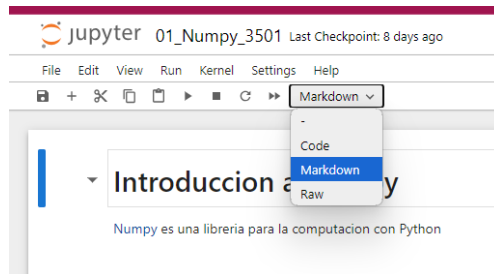 jupyter 01_Numpy_3501 Last Checkpoint: 8 days ago
File Edit View Run Kernel Settings Help
Markdown
-
Code
Markdown
Raw
Introduccion a y
Numpy es una libreria para la computacion con Python